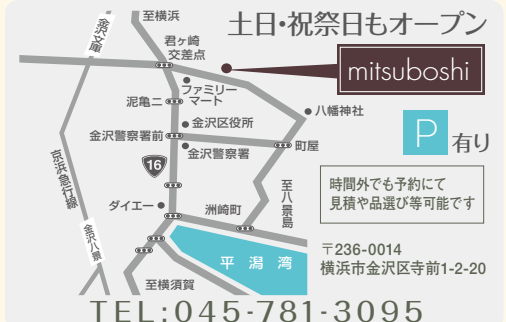 土日・祝祭日もオープン
mitsuboshi
P 有り
時間外でも予約にて
見積や品選び等可能です
〒236-0014
横浜市金沢区寺前1-2-20
TEL:045-781-3095
至横浜
金沢文庫
君ヶ崎
交差点
ファミリー
マート
泥亀二
八幡神社
金沢区役所
金沢警察署前
金沢警察署
町屋
16
京浜急行線
至八景島
ダイエー
洲崎町
金沢八景
平潟湾
至横須賀